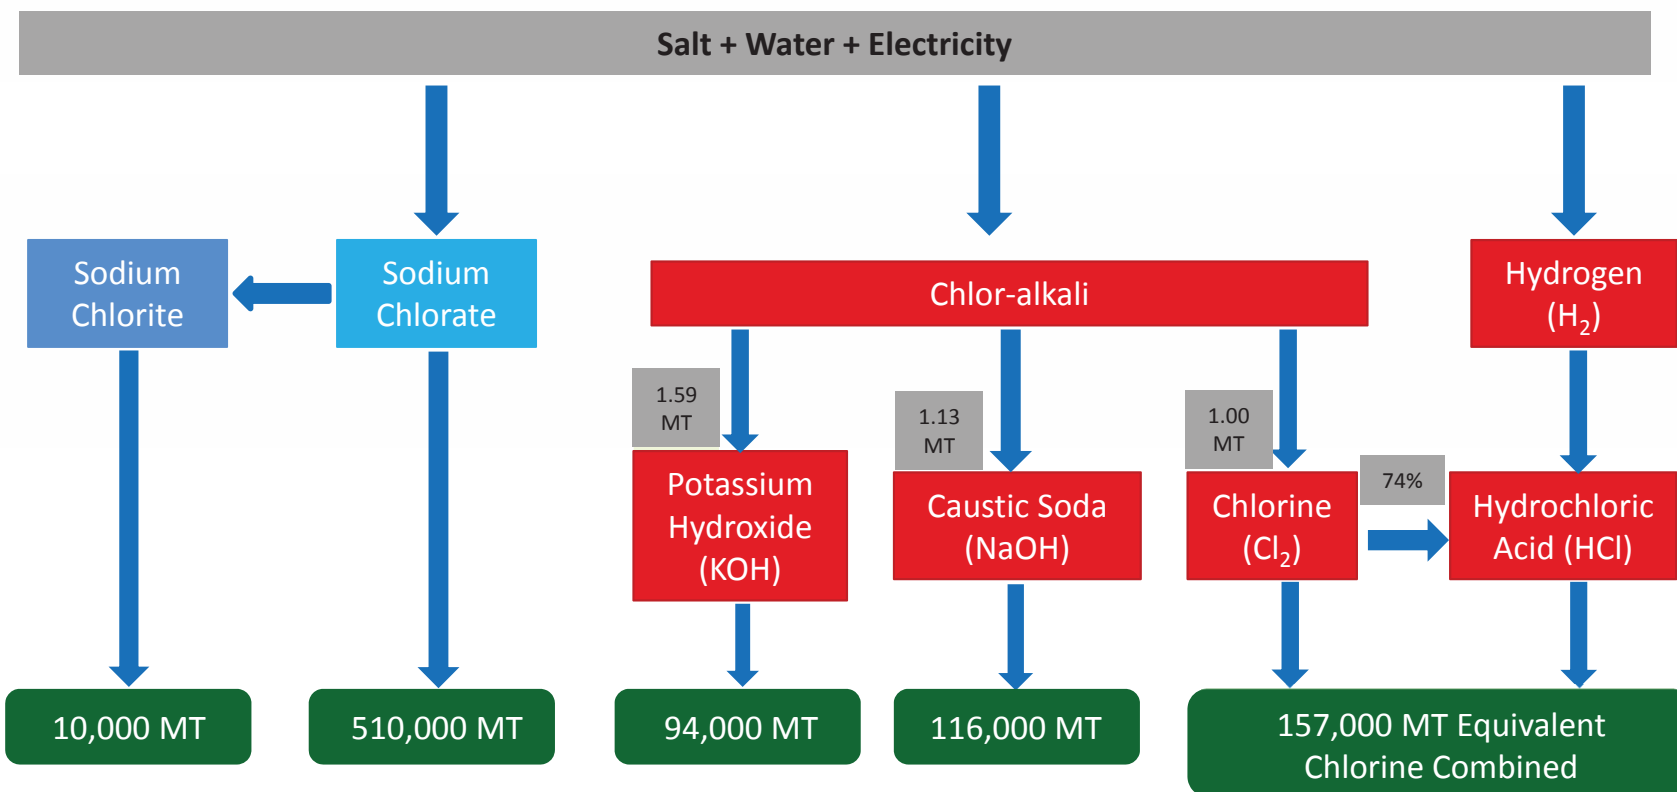 Salt + Water + Electricity
Sodium
Chlorite
Sodium
Chlorate
Chlor-alkali
Hydrogen
(H₂)
1.59
MT
1.13
MT
1.00
MT
74%
Potassium
Hydroxide
(KOH)
Caustic Soda
(NaOH)
Chlorine
(Cl₂)
Hydrochloric
Acid (HCl)
10,000 MT
510,000 MT
94,000 MT
116,000 MT
157,000 MT Equivalent
Chlorine Combined